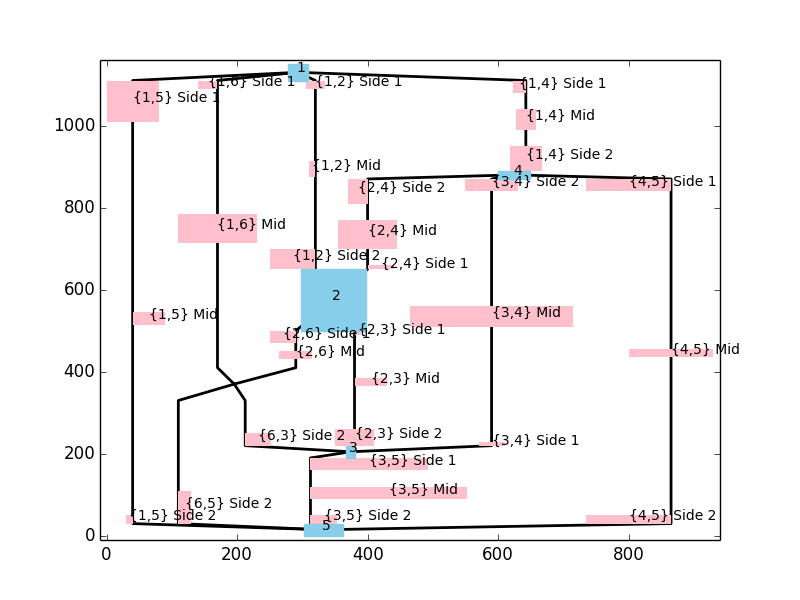 1
{1,5} Side 1
{1,6} Side 1
{1,2} Side 1
{1,4} Side 1
1000
{1,4} Mid
{1,2} Mid
{1,4} Side 2
4
{2,4} Side 2
{3,4} Side 2
{4,5} Side 1
800
{1,6} Mid
{2,4} Mid
{1,2} Side 2
{2,4} Side 1
600
2
{1,5} Mid
{3,4} Mid
{2,6} Side 1
{2,3} Side 1
{2,6} Mid
{4,5} Mid
400
{2,3} Mid
{6,3} Side 2
{2,3} Side 2
{3,4} Side 1
3
200
{3,5} Side 1
{3,5} Mid
{6,5} Side 2
{1,5} Side 2
{3,5} Side 2
{4,5} Side 2
5
0
0 200 400 600 800